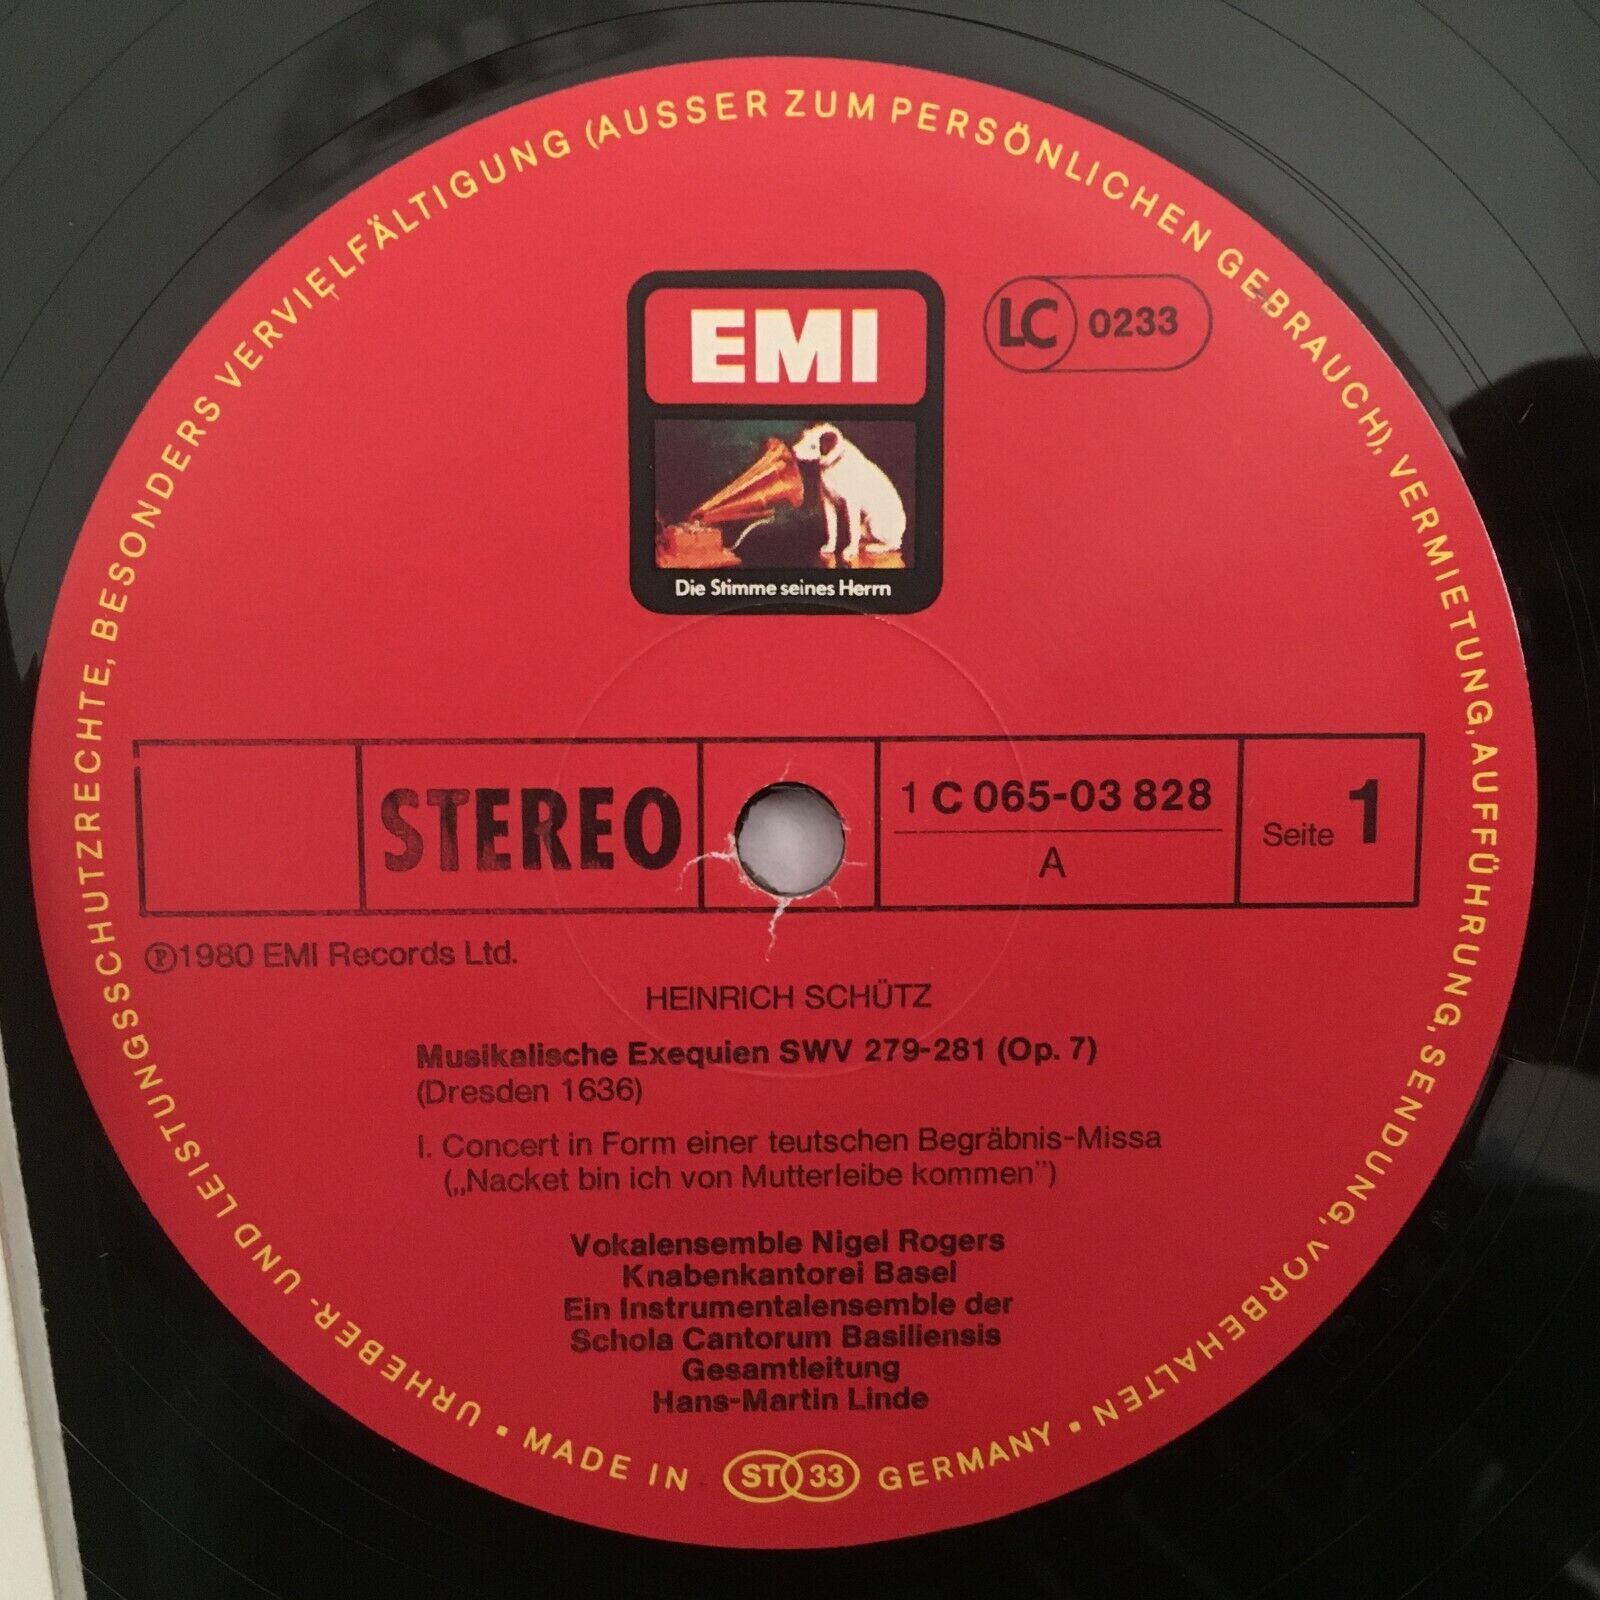 URHEBER- UND LEISTUNGSSCHUTZRECHTE, BESONDERS VERVIELFÄLTIGUNG (AUSSER ZUM PERSÖNLICHEN GEBRAUCH), VERMIETUNG, AUFFÜHRUNG, SENDUNG, VORBEHALTEN •
EMI
LC 0233
Die Stimme seines Herrn
STEREO
1 C 065-03 828
A
Seite 1
Ⓟ1980 EMI Records Ltd.
HEINRICH SCHÜTZ
Musikalische Exequien SWV 279-281 (Op. 7)
(Dresden 1636)
I. Concert in Form einer teutschen Begräbnis-Missa
(„Nacket bin ich von Mutterleibe kommen”)
Vokalensemble Nigel Rogers
Knabenkantorei Basel
Ein Instrumentalensemble der
Schola Cantorum Basiliensis
Gesamtleitung
Hans-Martin Linde
• MADE IN ST 33 GERMANY